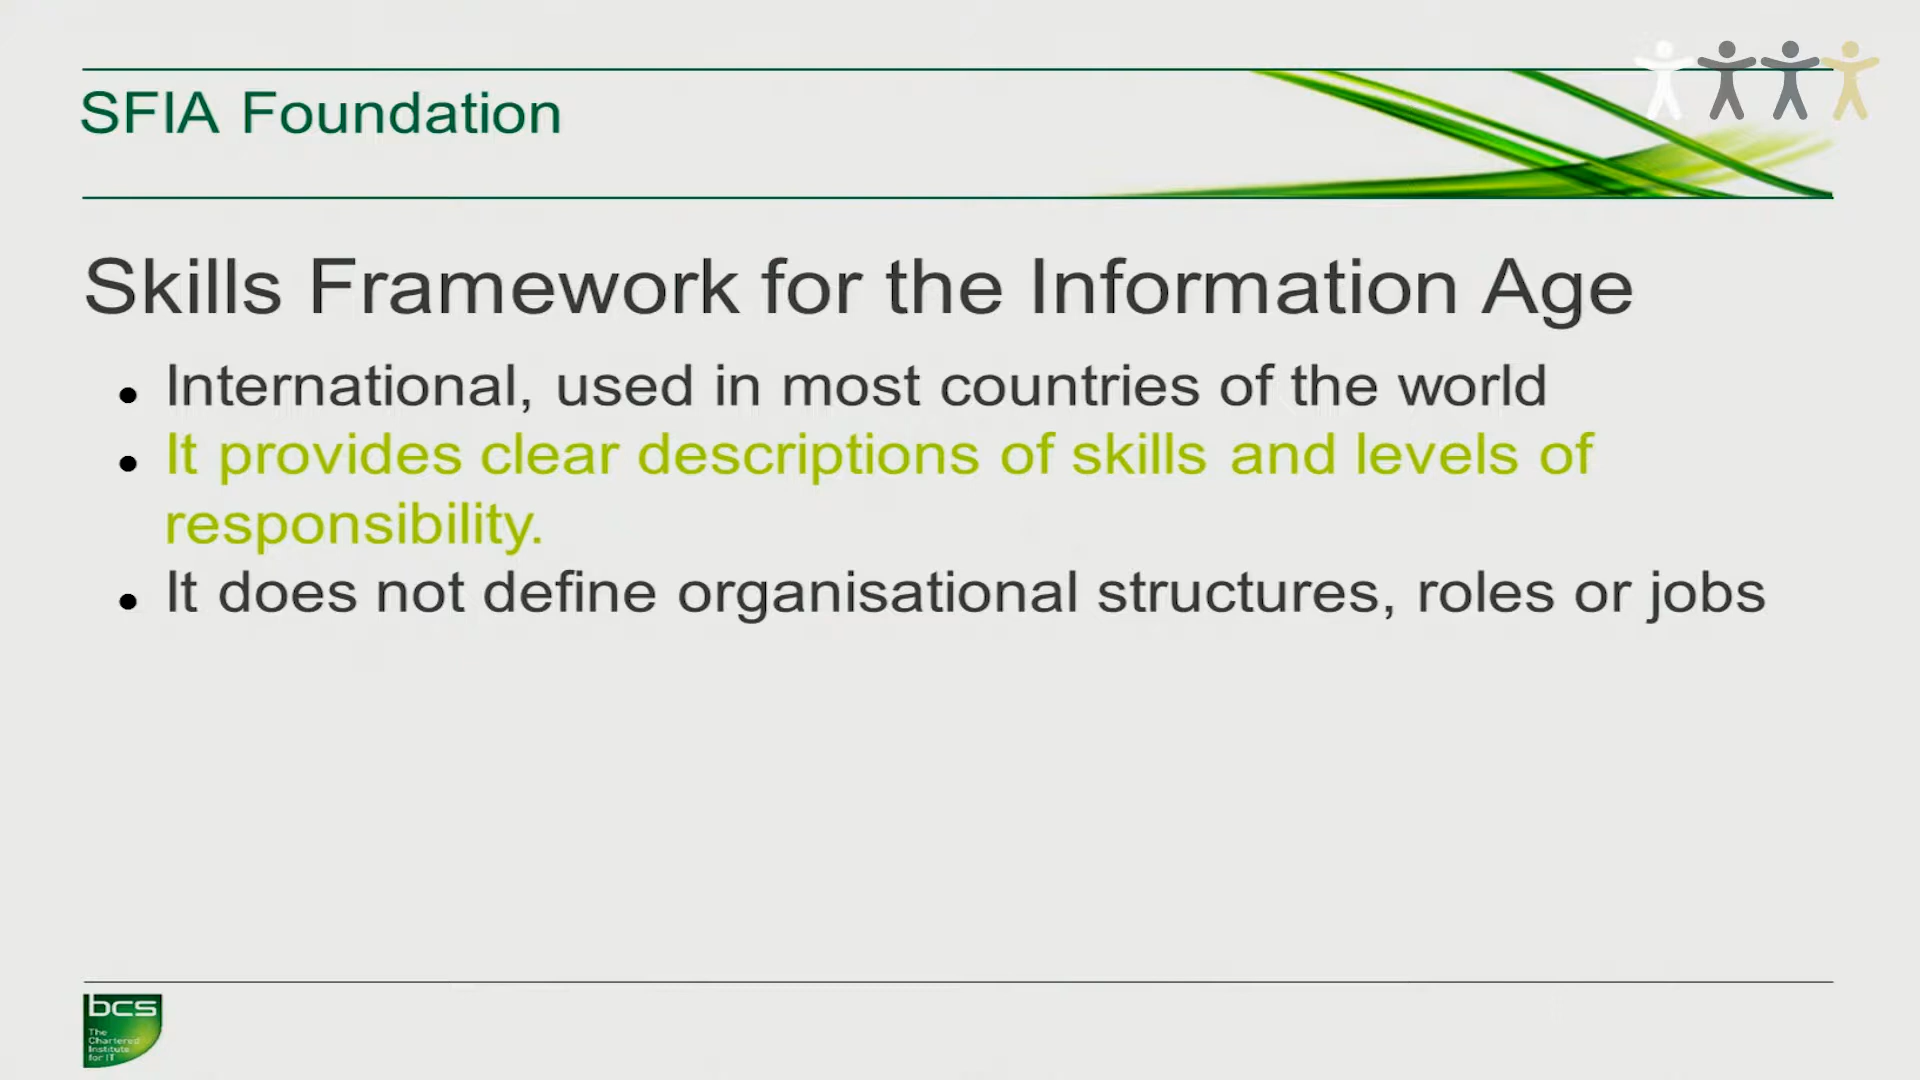 SFIA Foundation
Skills Framework for the Information Age
International, used in most countries of the world
It provides clear descriptions of skills and levels of
responsibility.
It does not define organisational structures, roles or jobs
bcs
The
Chartered
Institute
for IT